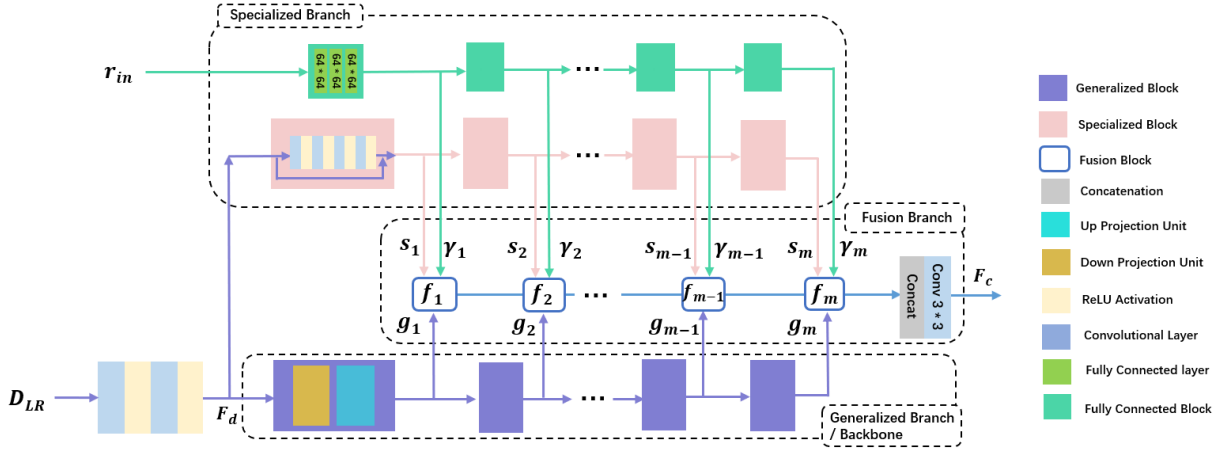 Specialized Branch
r_in
64*64
64*64
64*64
...
...
Fusion Branch
s_1
γ_1
s_2
γ_2
s_{m-1}
γ_{m-1}
s_m
γ_m
f_1
f_2
...
f_{m-1}
f_m
Concat
Conv 3*3
F_c
g_1
g_2
g_{m-1}
g_m
D_LR
F_d
...
Generalized Branch
/ Backbone
Generalized Block
Specialized Block
Fusion Block
Concatenation
Up Projection Unit
Down Projection Unit
ReLU Activation
Convolutional Layer
Fully Connected layer
Fully Connected Block